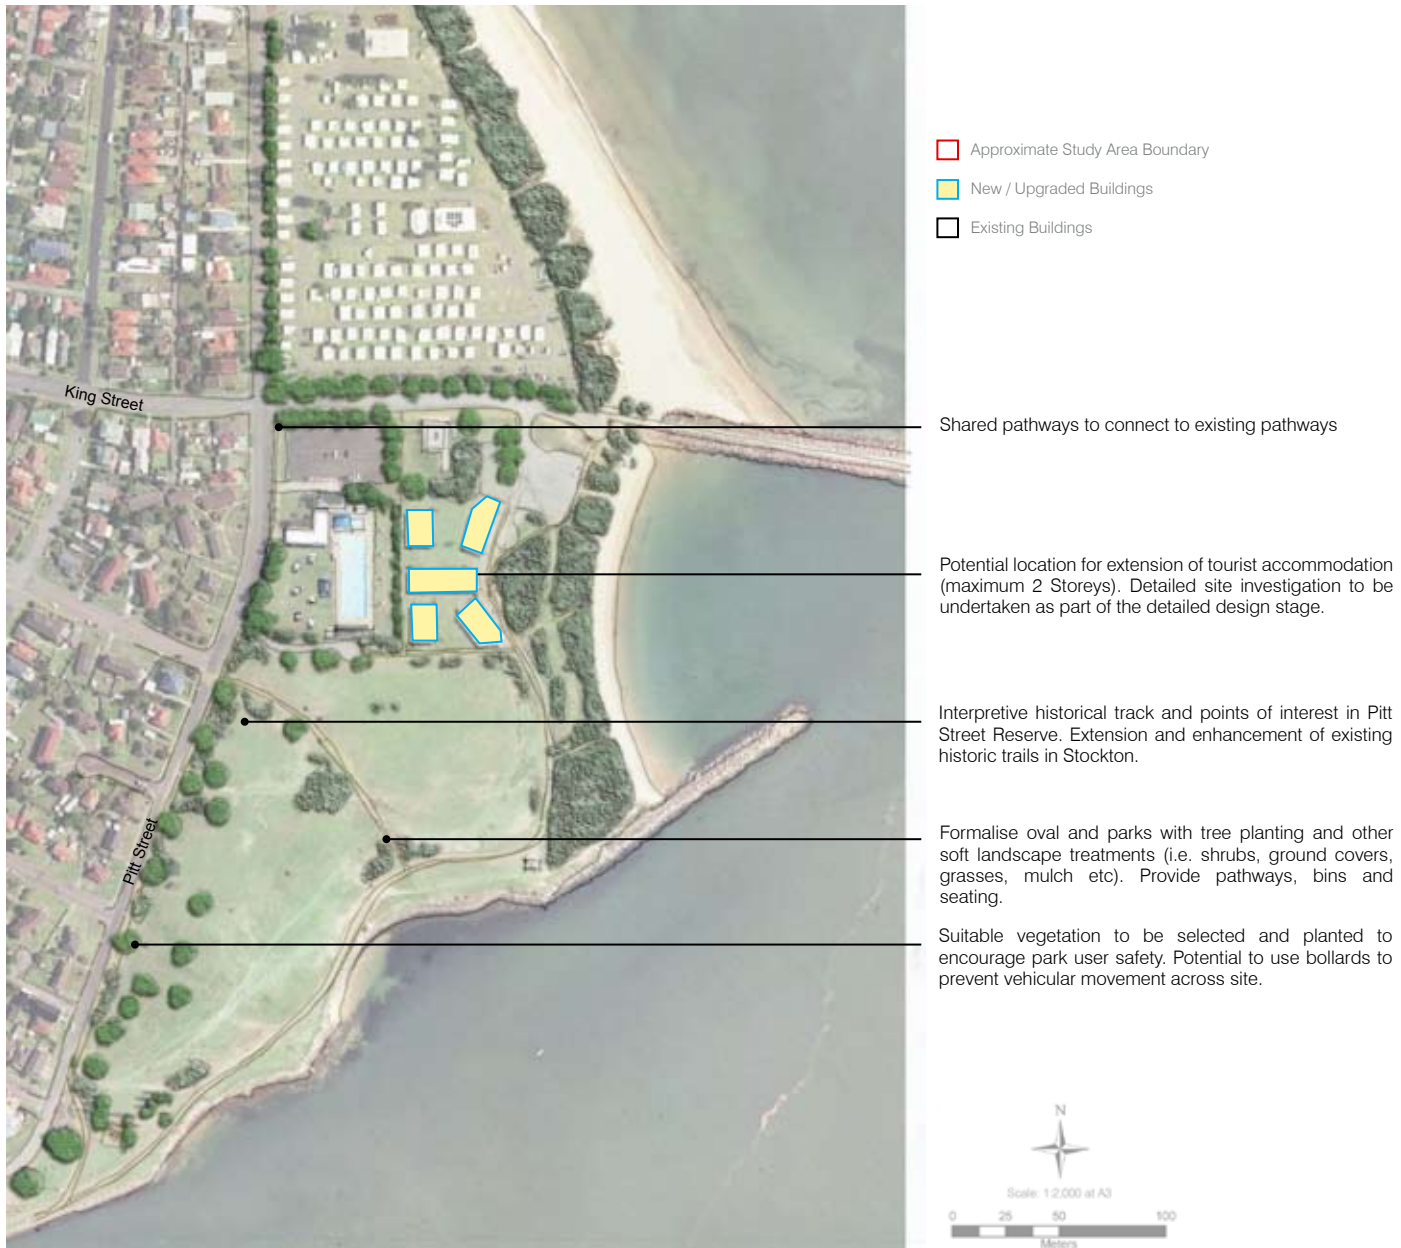 Approximate Study Area Boundary
New / Upgraded Buildings
Existing Buildings
King Street
Shared pathways to connect to existing pathways
Potential location for extension of tourist accommodation
(maximum 2 Storeys). Detailed site investigation to be
undertaken as part of the detailed design stage.
Interpretive historical track and points of interest in Pitt
Street Reserve. Extension and enhancement of existing
historic trails in Stockton.
Pitt Street
Formalise oval and parks with tree planting and other
soft landscape treatments (i.e. shrubs, ground covers,
grasses, mulch etc). Provide pathways, bins and
seating.
Suitable vegetation to be selected and planted to
encourage park user safety. Potential to use bollards to
prevent vehicular movement across site.
N
Scale: 1:2,000 at A3
0 25 50 100
Meters